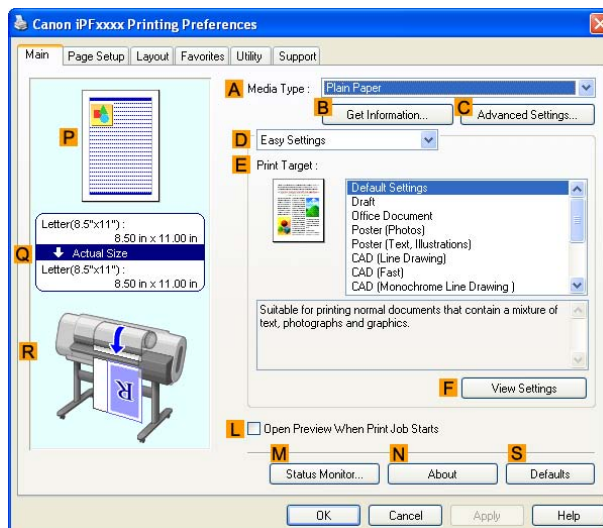 Canon iPFxxxx Printing Preferences
Main Page Setup Layout Favorites Utility Support
A Media Type : Plain Paper
B Get Information... C Advanced Settings...
D Easy Settings
E Print Target :
Default Settings
Draft
Office Document
Poster (Photos)
Poster (Text, Illustrations)
CAD (Line Drawing)
CAD (Fast)
CAD (Monochrome Line Drawing )
Suitable for printing normal documents that contain a mixture of
text, photographs and graphics.
F View Settings
P
Q
Letter(8.5"x11") :
8.50 in x 11.00 in
Actual Size
Letter(8.5"x11") :
8.50 in x 11.00 in
R
R
L Open Preview When Print Job Starts
M Status Monitor... N About S Defaults
OK Cancel Apply Help